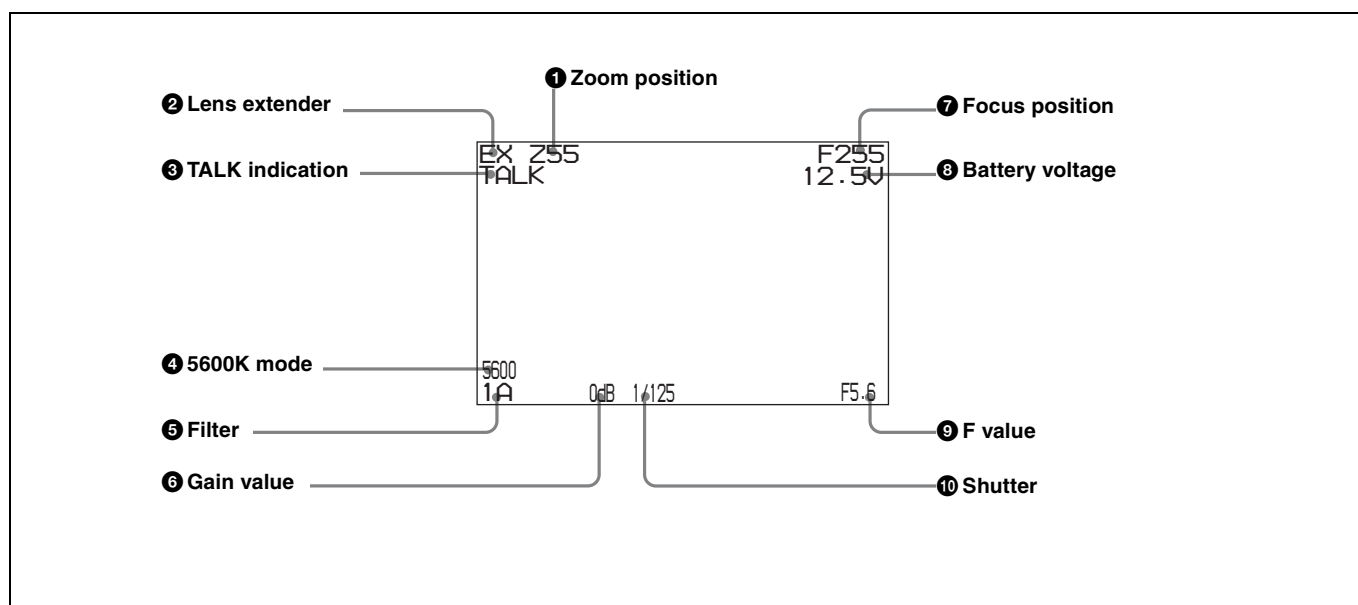 ❶ Zoom position
❷ Lens extender
❼ Focus position
EX Z55
F255
❸ TALK indication
TALK
12.5V
❽ Battery voltage
❹ 5600K mode
5600
1A
0dB
1/125
F5.6
❺ Filter
❾ F value
❻ Gain value
❿ Shutter